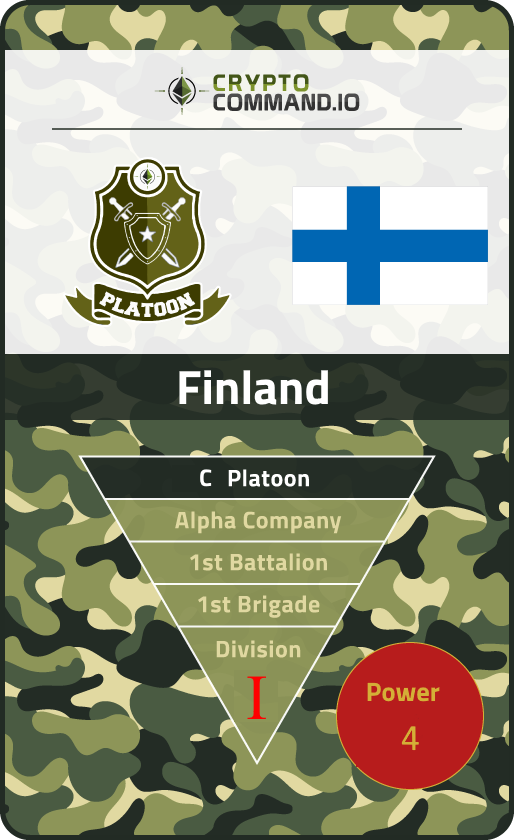 CRYPTO
COMMAND.IO
PLATOON
Finland
C Platoon
Alpha Company
1st Battalion
1st Brigade
Division
I
Power
4